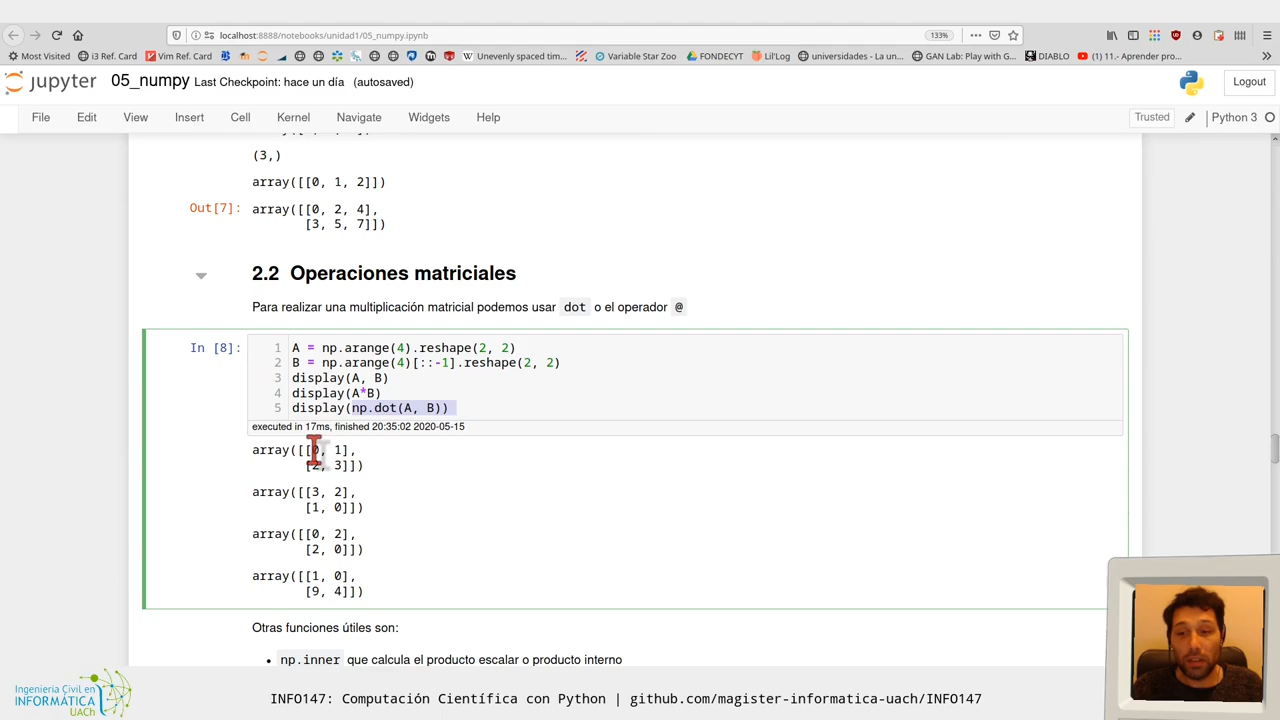 localhost:8888/notebooks/unidad1/05_numpy.ipynb
133%
Most Visited
i3 Ref. Card
Vim Ref. Card
Unevenly spaced tim…
Variable Star Zoo
FONDECYT
Lil'Log
universidades - La un…
GAN Lab: Play with G…
DIABLO
(1) 11.- Aprender pro…
jupyter 05_numpy Last Checkpoint: hace un día (autosaved)
Logout
File Edit View Insert Cell Kernel Navigate Widgets Help
Trusted
Python 3
(3,)
array([[0, 1, 2]])
Out[7]: array([[0, 2, 4],
[3, 5, 7]])
2.2 Operaciones matriciales
Para realizar una multiplicación matricial podemos usar dot o el operador @
In [8]:
1 A = np.arange(4).reshape(2, 2)
2 B = np.arange(4)[::-1].reshape(2, 2)
3 display(A, B)
4 display(A*B)
5 display(np.dot(A, B))
executed in 17ms, finished 20:35:02 2020-05-15
array([[0, 1],
[2, 3]])
array([[3, 2],
[1, 0]])
array([[0, 2],
[2, 0]])
array([[1, 0],
[9, 4]])
Otras funciones útiles son:
• np.inner que calcula el producto escalar o producto interno
Ingeniería Civil en
INFORMÁTICA
UACh
INFO147: Computación Científica con Python | github.com/magister-informatica-uach/INFO147